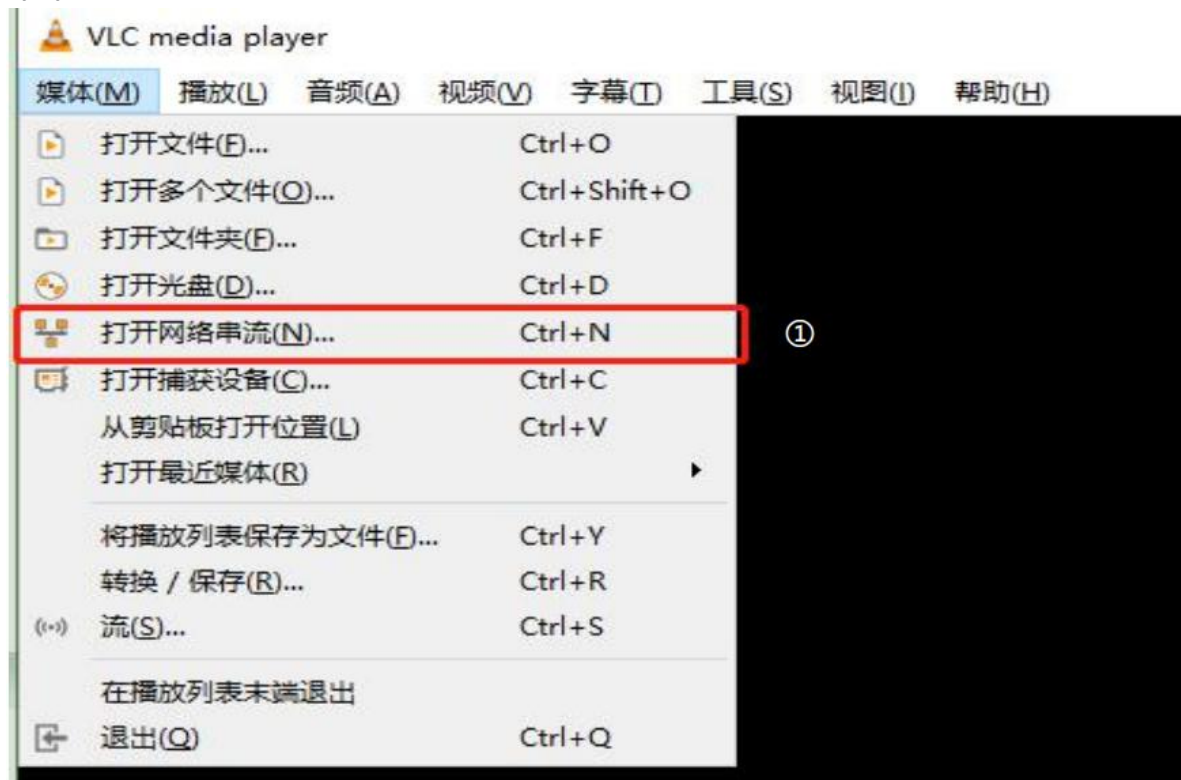 VLC media player
媒体(M) 播放(L) 音频(A) 视频(V) 字幕(T) 工具(S) 视图(I) 帮助(H)
打开文件(F)... Ctrl+O
打开多个文件(O)... Ctrl+Shift+O
打开文件夹(F)... Ctrl+F
打开光盘(D)... Ctrl+D
打开网络串流(N)... Ctrl+N ①
打开捕获设备(C)... Ctrl+C
从剪贴板打开位置(L) Ctrl+V
打开最近媒体(R)
将播放列表保存为文件(F)... Ctrl+Y
转换 / 保存(R)... Ctrl+R
流(S)... Ctrl+S
在播放列表末端退出
退出(Q) Ctrl+Q